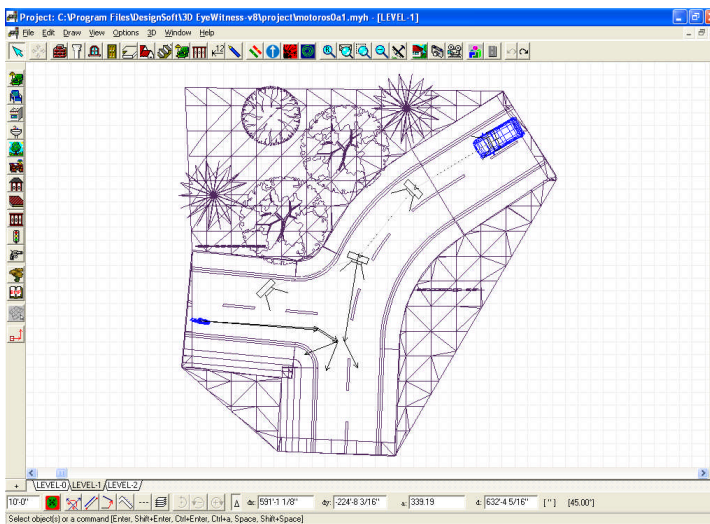 Project: C:\Program Files\DesignSoft\3D EyeWitness-v8\project\motoros0a1.myh - [LEVEL-1]
File Edit Draw View Options 3D Window Help
LEVEL-0 LEVEL-1 LEVEL-2
10'-0" Δ dx: 591'-1 1/8" dy: -224'-8 3/16" a: 339.19 d: 632'-4 5/16" ["] [45.00°]
Select object(s) or a command [Enter, Shift+Enter, Ctrl+Enter, Ctrl+a, Space, Shift+Space]